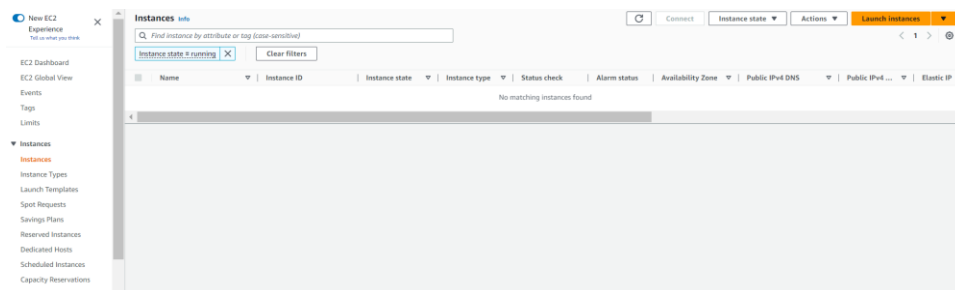 New EC2
Experience
Tell us what you think
EC2 Dashboard
EC2 Global View
Events
Tags
Limits
Instances
Instances
Instance Types
Launch Templates
Spot Requests
Savings Plans
Reserved Instances
Dedicated Hosts
Scheduled Instances
Capacity Reservations
Instances Info
Connect Instance state Actions Launch instances
Find instance by attribute or tag (case-sensitive)
1
Instance state = running Clear filters
Name Instance ID Instance state Instance type Status check Alarm status Availability Zone Public IPv4 DNS Public IPv4 ... Elastic IP
No matching instances found